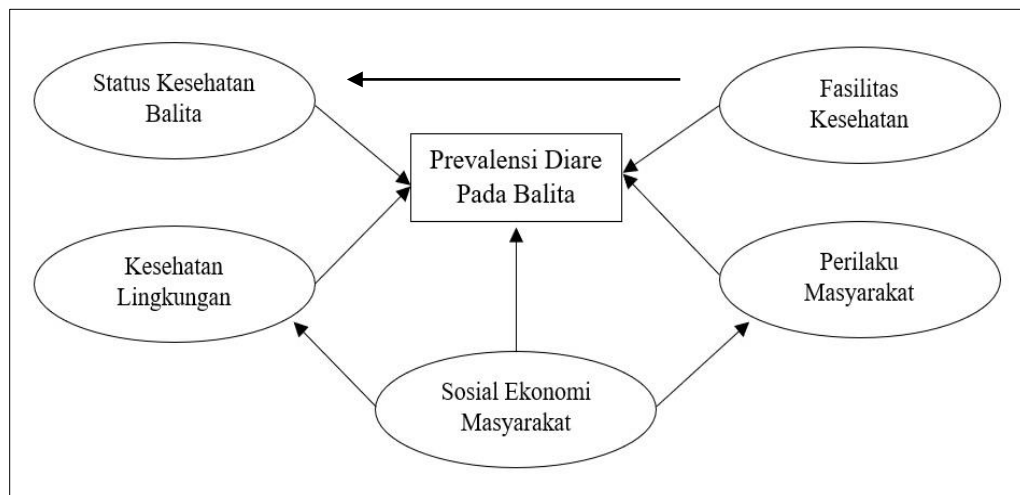 Status Kesehatan
Balita
Fasilitas
Kesehatan
Prevalensi Diare
Pada Balita
Kesehatan
Lingkungan
Perilaku
Masyarakat
Sosial Ekonomi
Masyarakat